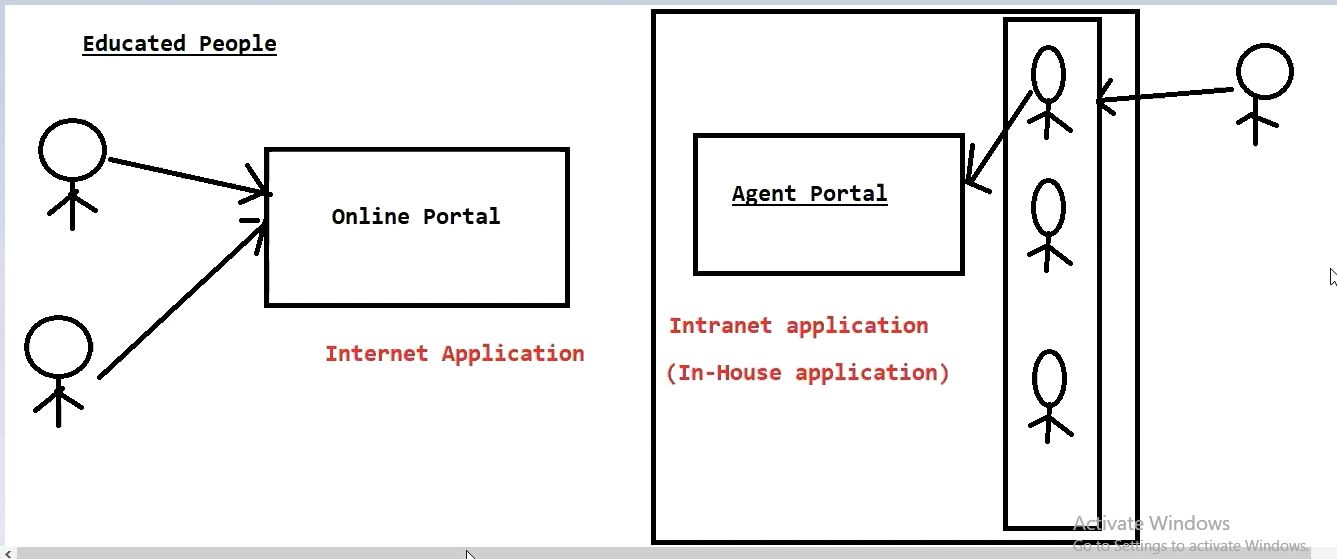 Educated People
Online Portal
Internet Application
Agent Portal
Intranet application
(In-House application)
Activate Windows
Go to Settings to activate Windows.